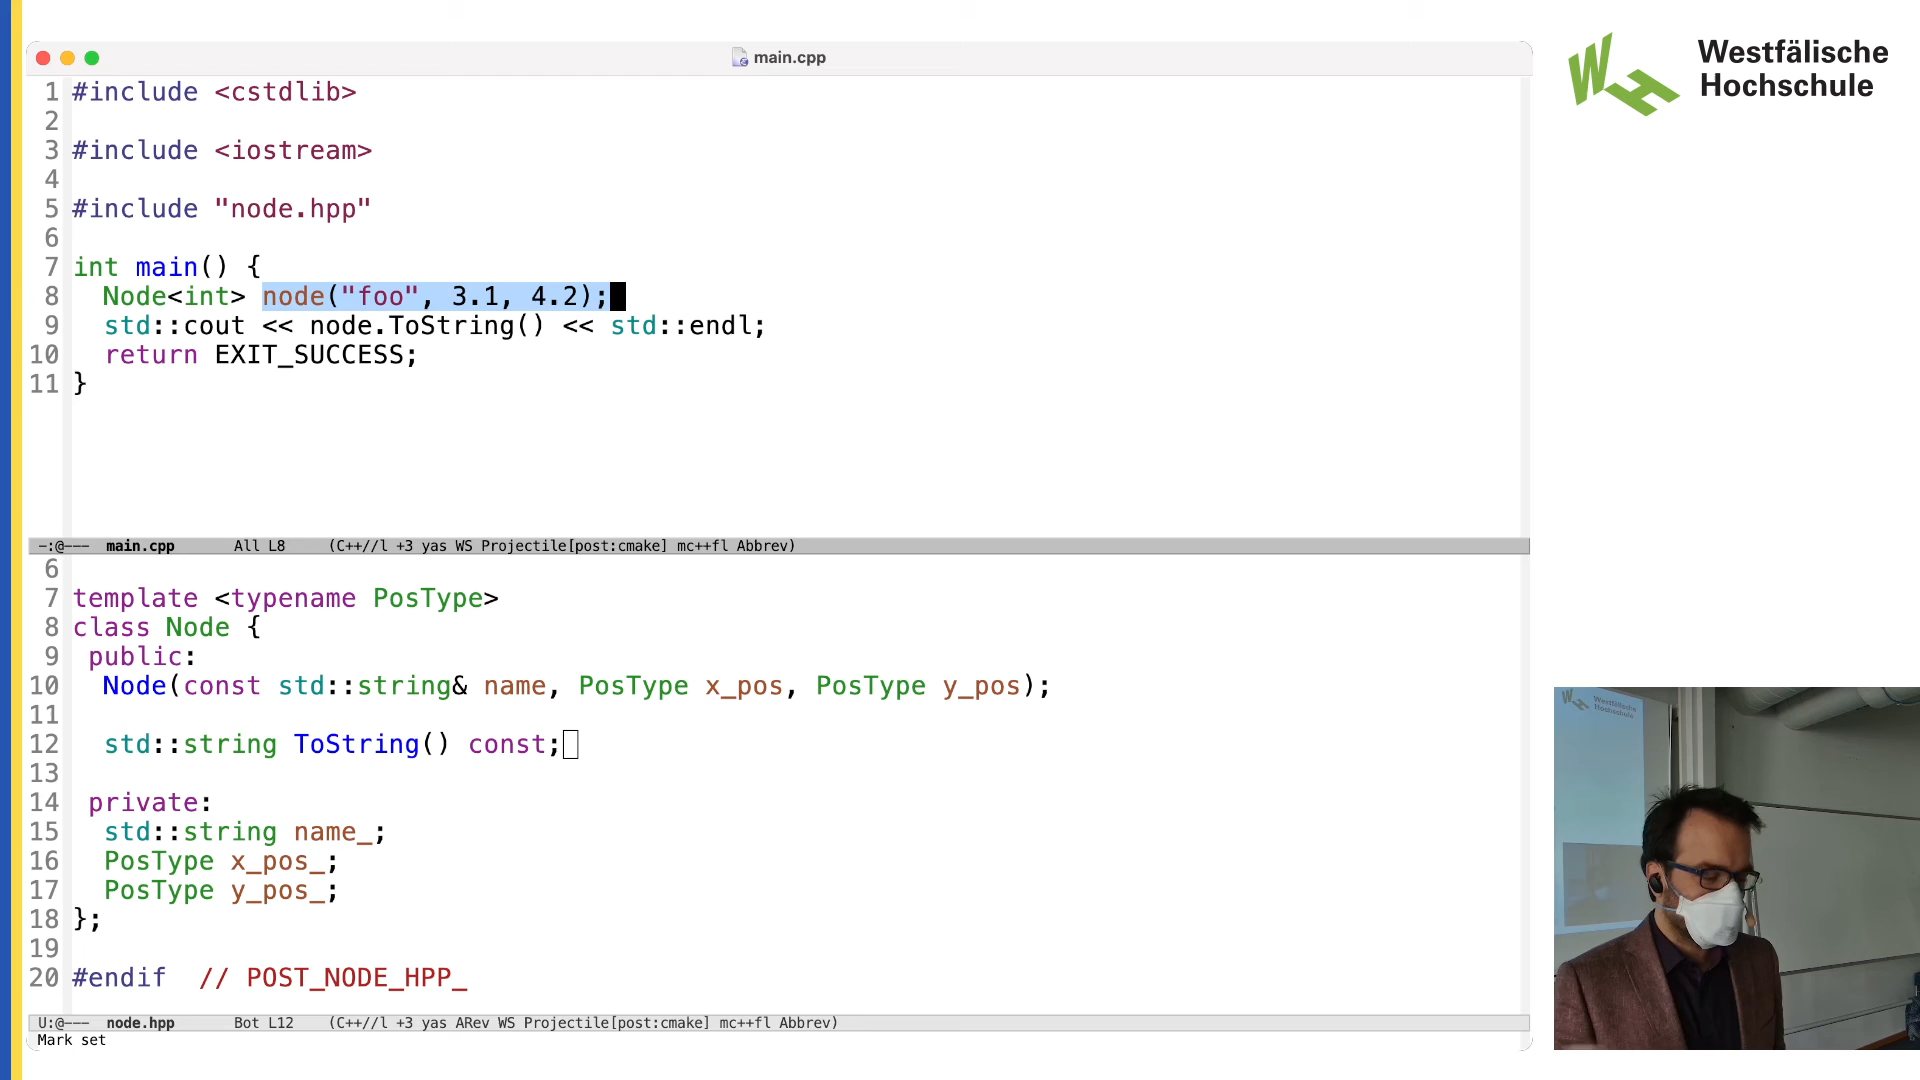 main.cpp
1 #include <cstdlib>
2
3 #include <iostream>
4
5 #include "node.hpp"
6
7 int main() {
8   Node<int> node("foo", 3.1, 4.2);
9   std::cout << node.ToString() << std::endl;
10   return EXIT_SUCCESS;
11 }
-:@---  main.cpp       All L8     (C++//l +3 yas WS Projectile[post:cmake] mc++fl Abbrev)
6
7 template <typename PosType>
8 class Node {
9  public:
10   Node(const std::string& name, PosType x_pos, PosType y_pos);
11
12   std::string ToString() const;
13
14  private:
15   std::string name_;
16   PosType x_pos_;
17   PosType y_pos_;
18 };
19
20 #endif  // POST_NODE_HPP_
U:@---  node.hpp       Bot L12    (C++//l +3 yas ARev WS Projectile[post:cmake] mc++fl Abbrev)
Mark set
Westfälische
Hochschule
Westfälische
Hochschule